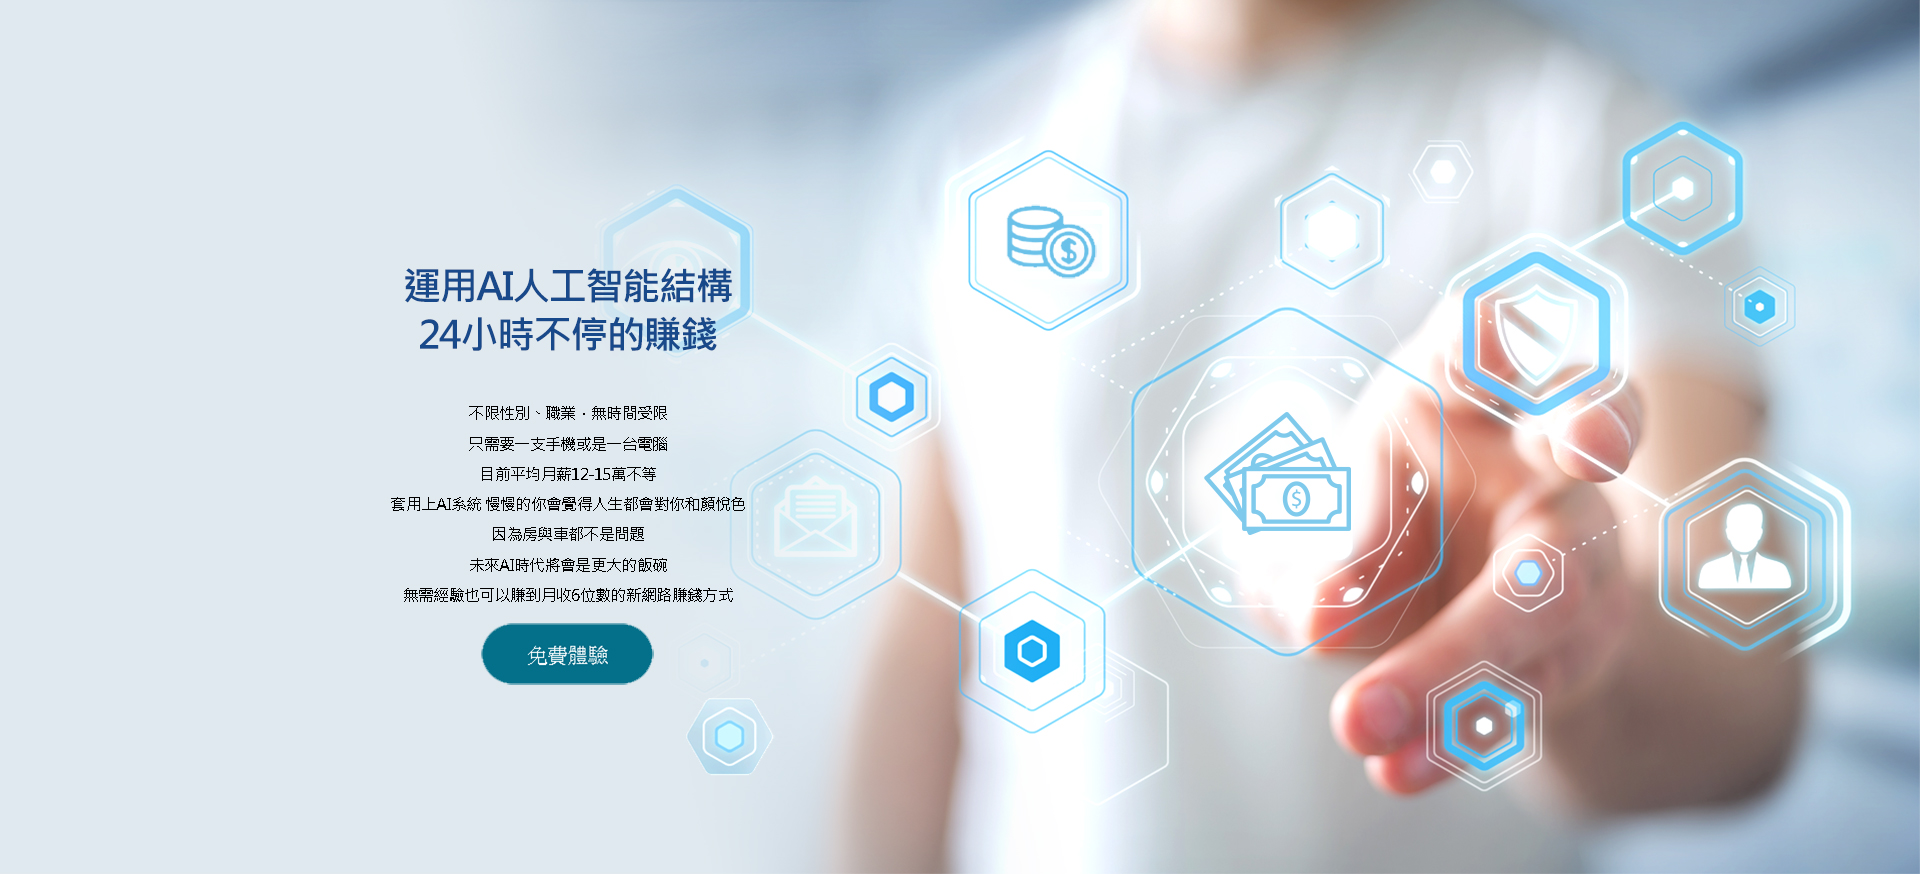 運用AI人工智能結構
24小時不停的賺錢
不限性別、職業‧無時間受限
只需要一支手機或是一台電腦
目前平均月薪12-15萬不等
套用上AI系統 慢慢的你會覺得人生都會對你和顏悅色
因為房與車都不是問題
未來AI時代將會是更大的飯碗
無需經驗也可以賺到月收6位數的新網路賺錢方式
免費體驗